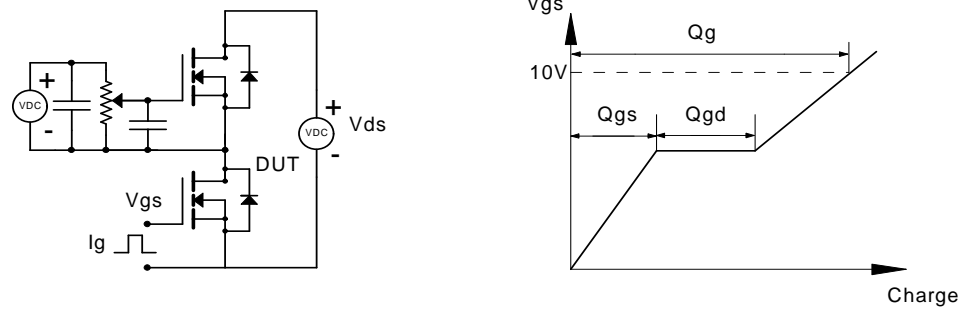 +
VDC
-
+
VDC
-
Vds
DUT
Vgs
Ig
Vgs
Qg
10V
Qgs
Qgd
Charge